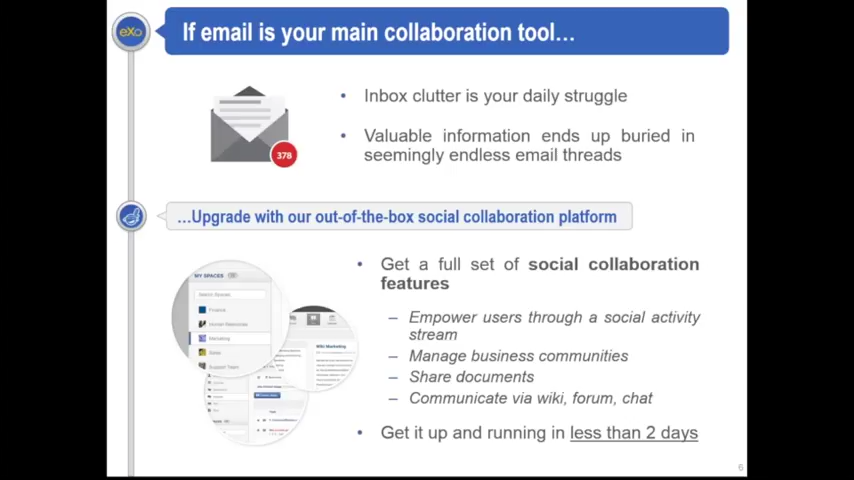 eXo
If email is your main collaboration tool…
• Inbox clutter is your daily struggle
• Valuable information ends up buried in
seemingly endless email threads
378
…Upgrade with our out-of-the-box social collaboration platform
MY SPACES
Search Spaces
Finance
Human Resources
Marketing
Sales
Support Team
Wiki Marketing
• Get a full set of social collaboration
features
– Empower users through a social activity
stream
– Manage business communities
– Share documents
– Communicate via wiki, forum, chat
• Get it up and running in less than 2 days
6